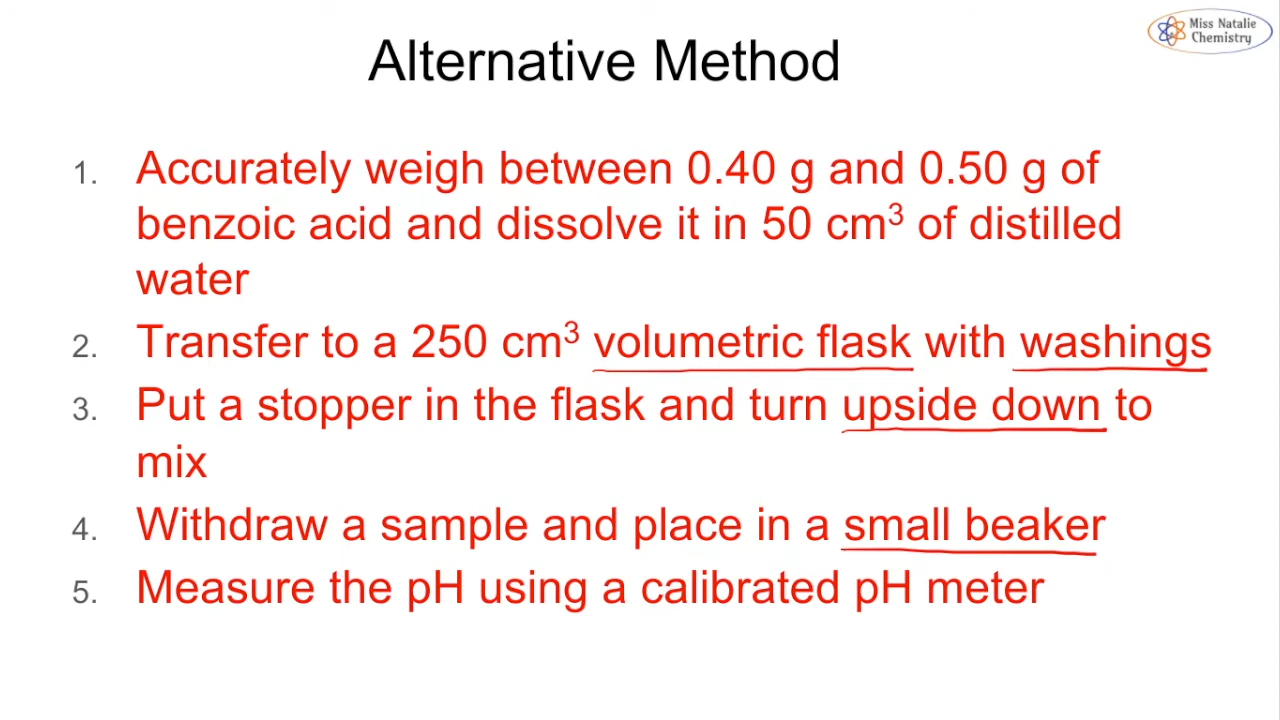 Miss Natalie
Chemistry
Alternative Method
1. Accurately weigh between 0.40 g and 0.50 g of
benzoic acid and dissolve it in 50 cm³ of distilled
water
2. Transfer to a 250 cm³ volumetric flask with washings
3. Put a stopper in the flask and turn upside down to
mix
4. Withdraw a sample and place in a small beaker
5. Measure the pH using a calibrated pH meter